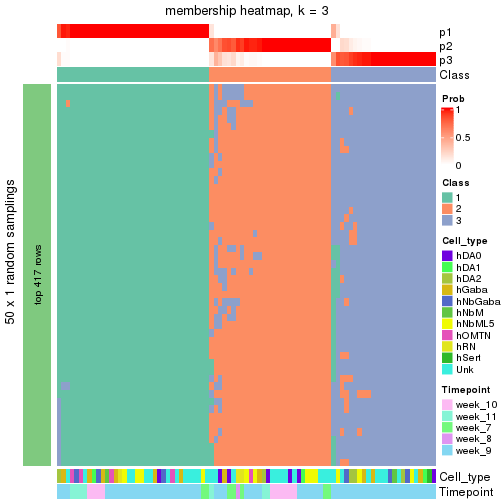 membership heatmap, k = 3
p1
p2
p3
Class
50 x 1 random samplings
top 417 rows
Prob
1
0.5
0
Class
1
2
3
Cell_type
hDA0
hDA1
hDA2
hGaba
hNbGaba
hNbM
hNbML5
hOMTN
hRN
hSert
Unk
Timepoint
week_10
week_11
week_7
week_8
week_9
Cell_type
Timepoint